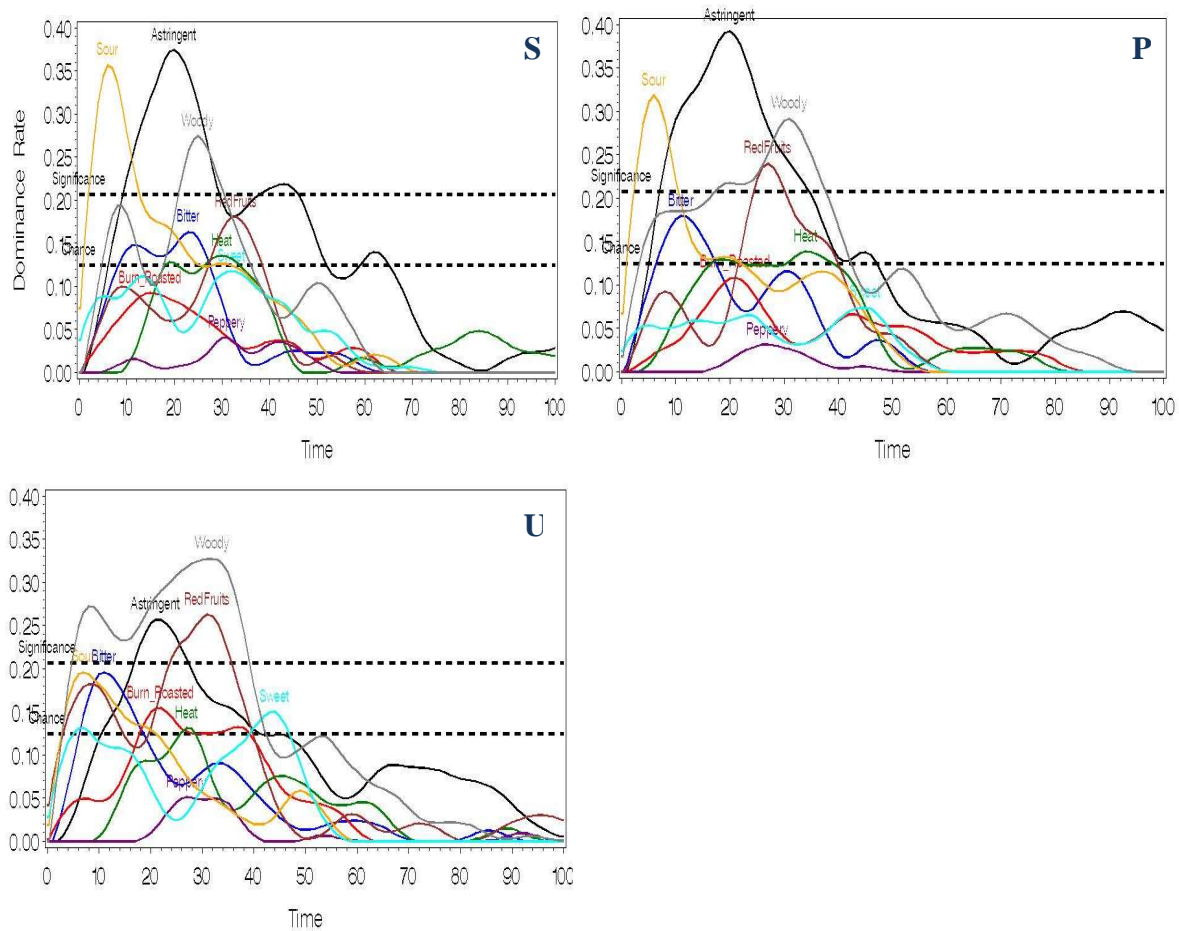 S
0.40
0.35
0.30
0.25
0.20
0.15
0.10
0.05
0.00
Dominance Rate
Sour
Astringent
Woody
Significance
RedFruits
Bitter
Heat
Chance
Sweet
Burn_Roasted
Peppery
0 10 20 30 40 50 60 70 80 90 100
Time
P
0.40
0.35
0.30
0.25
0.20
0.15
0.10
0.05
0.00
Astringent
Sour
Woody
RedFruits
Significance
Bitter
Heat
Chance
Burn_Roasted
Sweet
Peppery
0 10 20 30 40 50 60 70 80 90 100
Time
U
0.40
0.35
0.30
0.25
0.20
0.15
0.10
0.05
0.00
Woody
Astringent RedFruits
Significance
Sour Bitter
Burn_Roasted Sweet
Chance
Heat
Peppery
0 10 20 30 40 50 60 70 80 90 100
Time